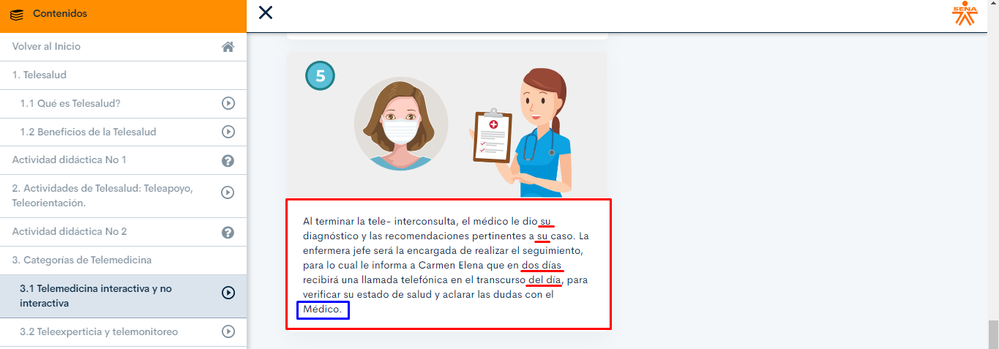 Contenidos
SENA
Volver al Inicio
1. Telesalud
1.1 Qué es Telesalud?
1.2 Beneficios de la Telesalud
Actividad didáctica No 1
2. Actividades de Telesalud: Teleapoyo,
Teleorientación.
Actividad didáctica No 2
3. Categorías de Telemedicina
3.1 Telemedicina interactiva y no
interactiva
3.2 Teleexperticia y telemonitoreo
5
Al terminar la tele- interconsulta, el médico le dio su
diagnóstico y las recomendaciones pertinentes a su caso. La
enfermera jefe será la encargada de realizar el seguimiento,
para lo cual le informa a Carmen Elena que en dos días
recibirá una llamada telefónica en el transcurso del día, para
verificar su estado de salud y aclarar las dudas con el
Médico.